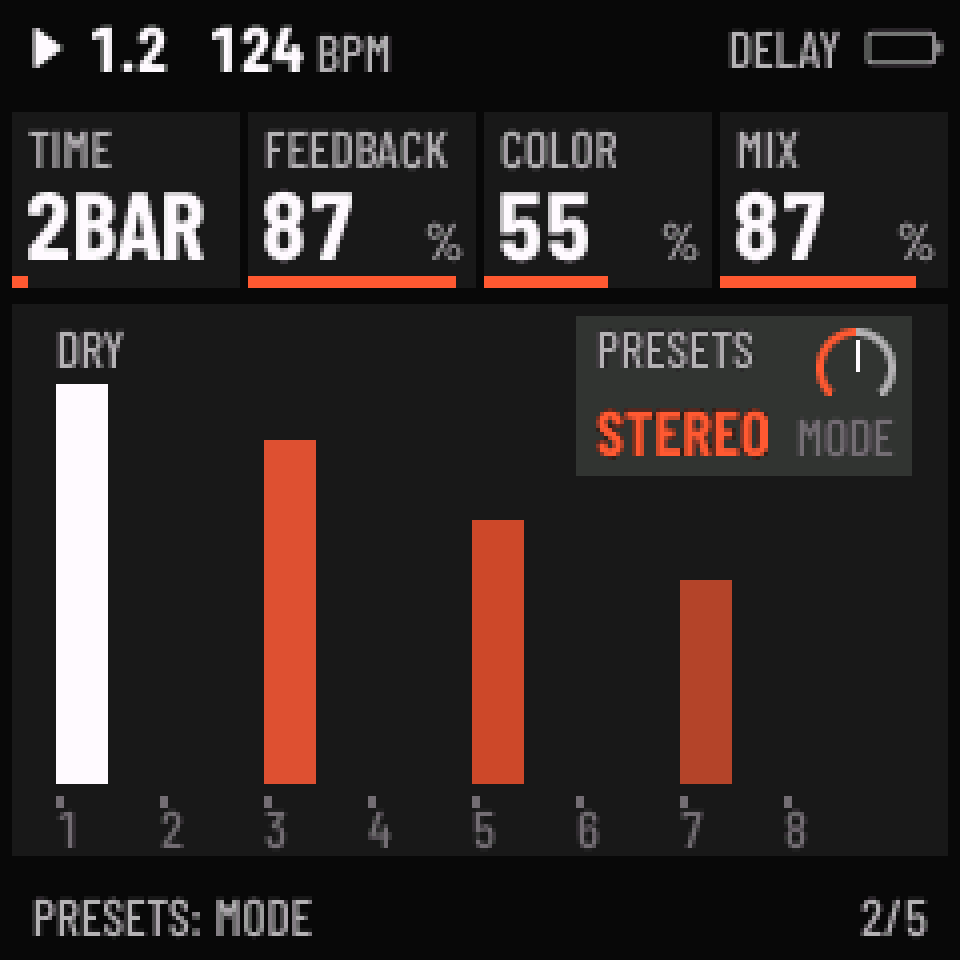 1.2 124 BPM DELAY
TIME FEEDBACK COLOR MIX
2BAR 87 % 55 % 87 %
DRY PRESETS
STEREO MODE
1 2 3 4 5 6 7 8
PRESETS: MODE 2/5